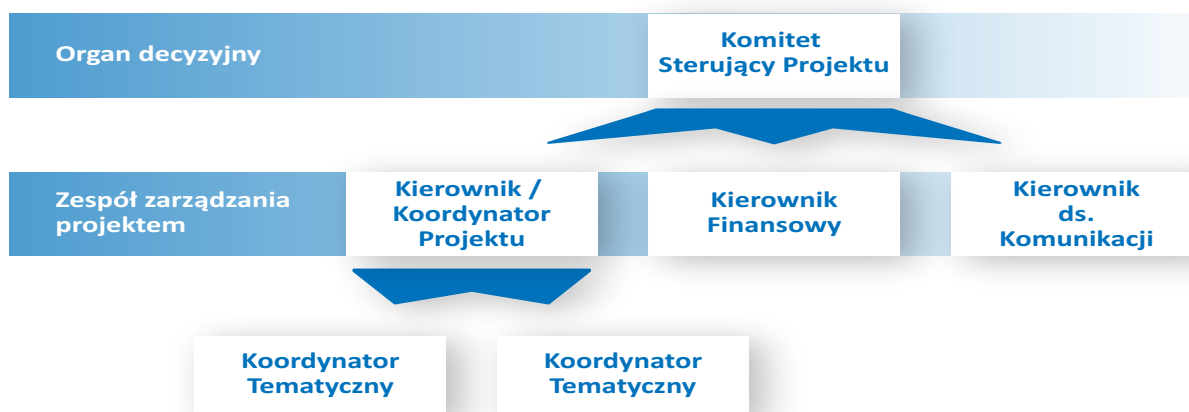 Organ decyzyjny
Komitet
Sterujący Projektu
Zespół zarządzania
projektem
Kierownik /
Koordynator
Projektu
Kierownik
Finansowy
Kierownik
ds.
Komunikacji
Koordynator
Tematyczny
Koordynator
Tematyczny